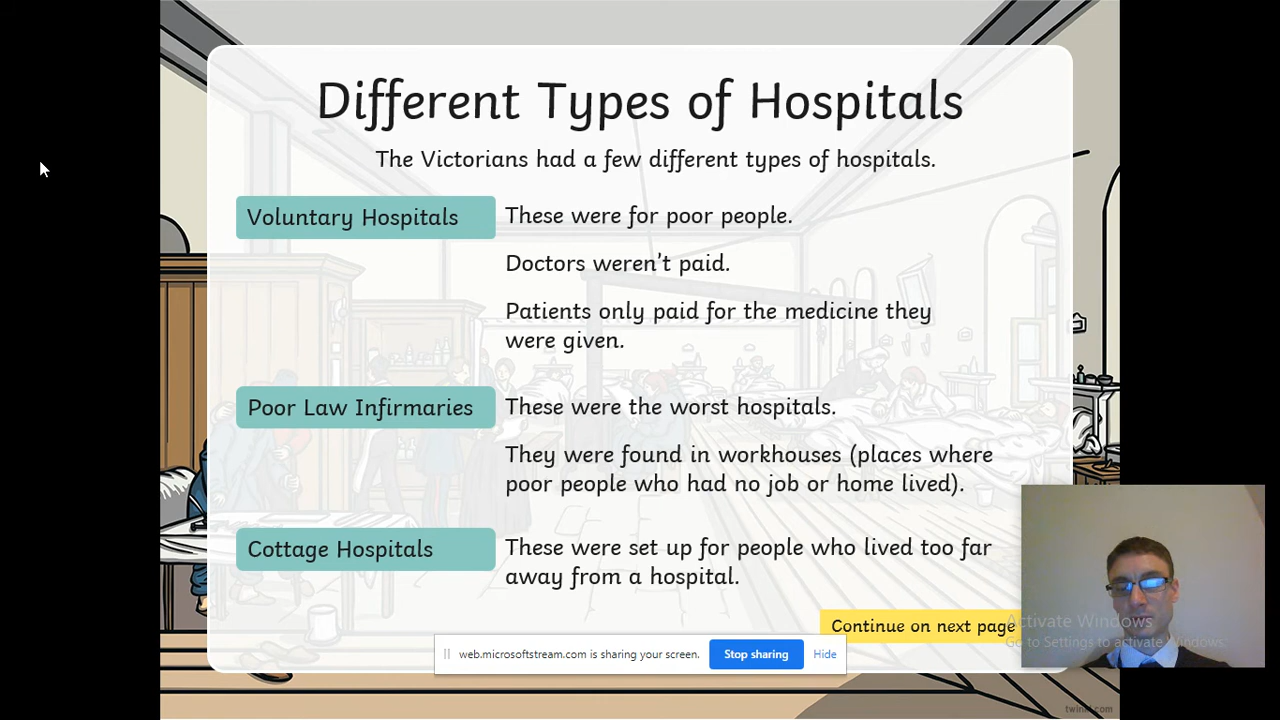 Different Types of Hospitals
The Victorians had a few different types of hospitals.
Voluntary Hospitals
These were for poor people.
Doctors weren't paid.
Patients only paid for the medicine they
were given.
Poor Law Infirmaries
These were the worst hospitals.
They were found in workhouses (places where
poor people who had no job or home lived).
Cottage Hospitals
These were set up for people who lived too far
away from a hospital.
Continue on next page
Activate Windows
Go to Settings to activate Windows.
web.microsoftstream.com is sharing your screen.
Stop sharing
Hide
twinkl.com